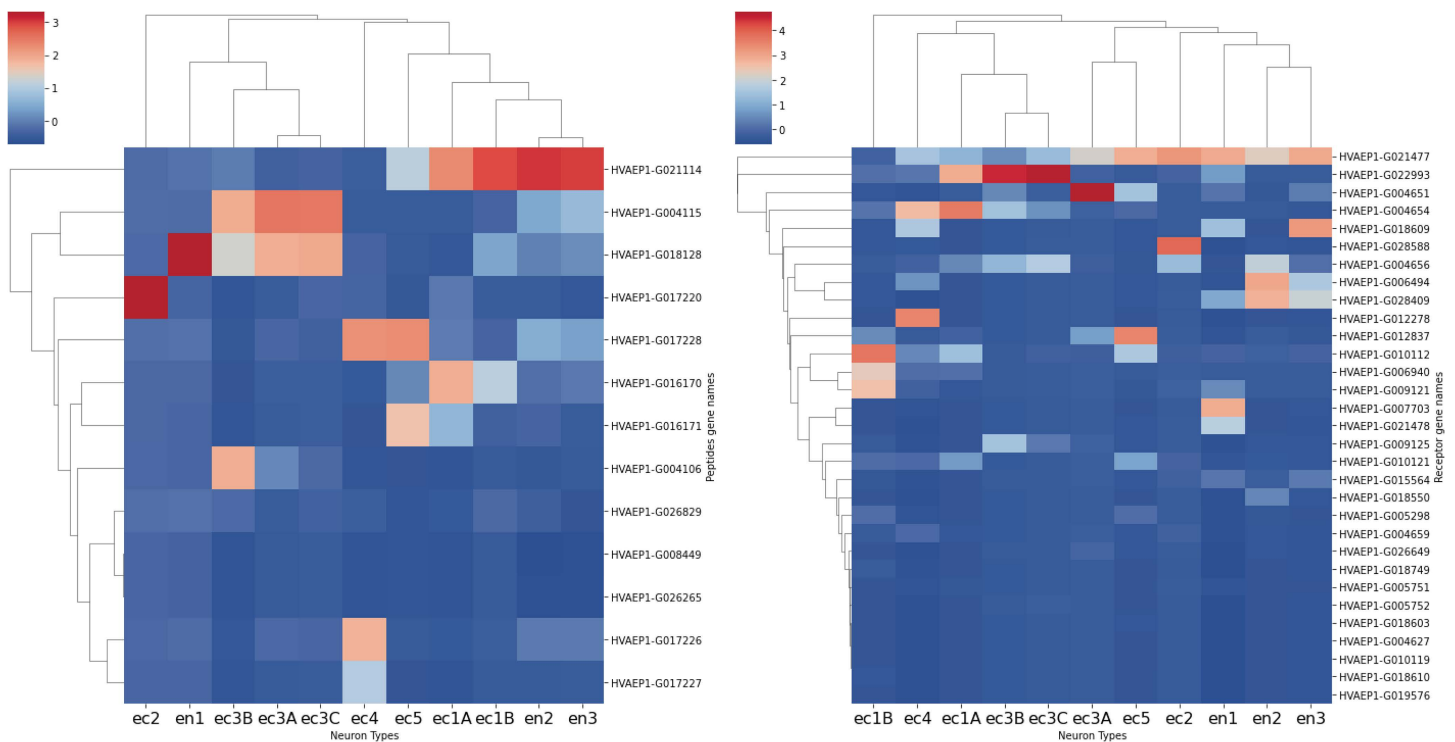 3
2
1
0
HVAEP1-G021114
HVAEP1-G004115
HVAEP1-G018128
HVAEP1-G017220
HVAEP1-G017228
HVAEP1-G016170
HVAEP1-G016171
HVAEP1-G004106
HVAEP1-G026829
HVAEP1-G008449
HVAEP1-G026265
HVAEP1-G017226
HVAEP1-G017227
Peptides gene names
ec2 en1 ec3B ec3A ec3C ec4 ec5 ec1A ec1B en2 en3
Neuron Types
4
3
2
1
0
HVAEP1-G021477
HVAEP1-G022993
HVAEP1-G004651
HVAEP1-G004654
HVAEP1-G018609
HVAEP1-G028588
HVAEP1-G004656
HVAEP1-G006494
HVAEP1-G028409
HVAEP1-G012278
HVAEP1-G012837
HVAEP1-G010112
HVAEP1-G006940
HVAEP1-G009121
HVAEP1-G007703
HVAEP1-G021478
HVAEP1-G009125
HVAEP1-G010121
HVAEP1-G015564
HVAEP1-G018550
HVAEP1-G005298
HVAEP1-G004659
HVAEP1-G026649
HVAEP1-G018749
HVAEP1-G005751
HVAEP1-G005752
HVAEP1-G018603
HVAEP1-G004627
HVAEP1-G010119
HVAEP1-G018610
HVAEP1-G019576
Receptor gene names
ec1B ec4 ec1A ec3B ec3C ec3A ec5 ec2 en1 en2 en3
Neuron Types